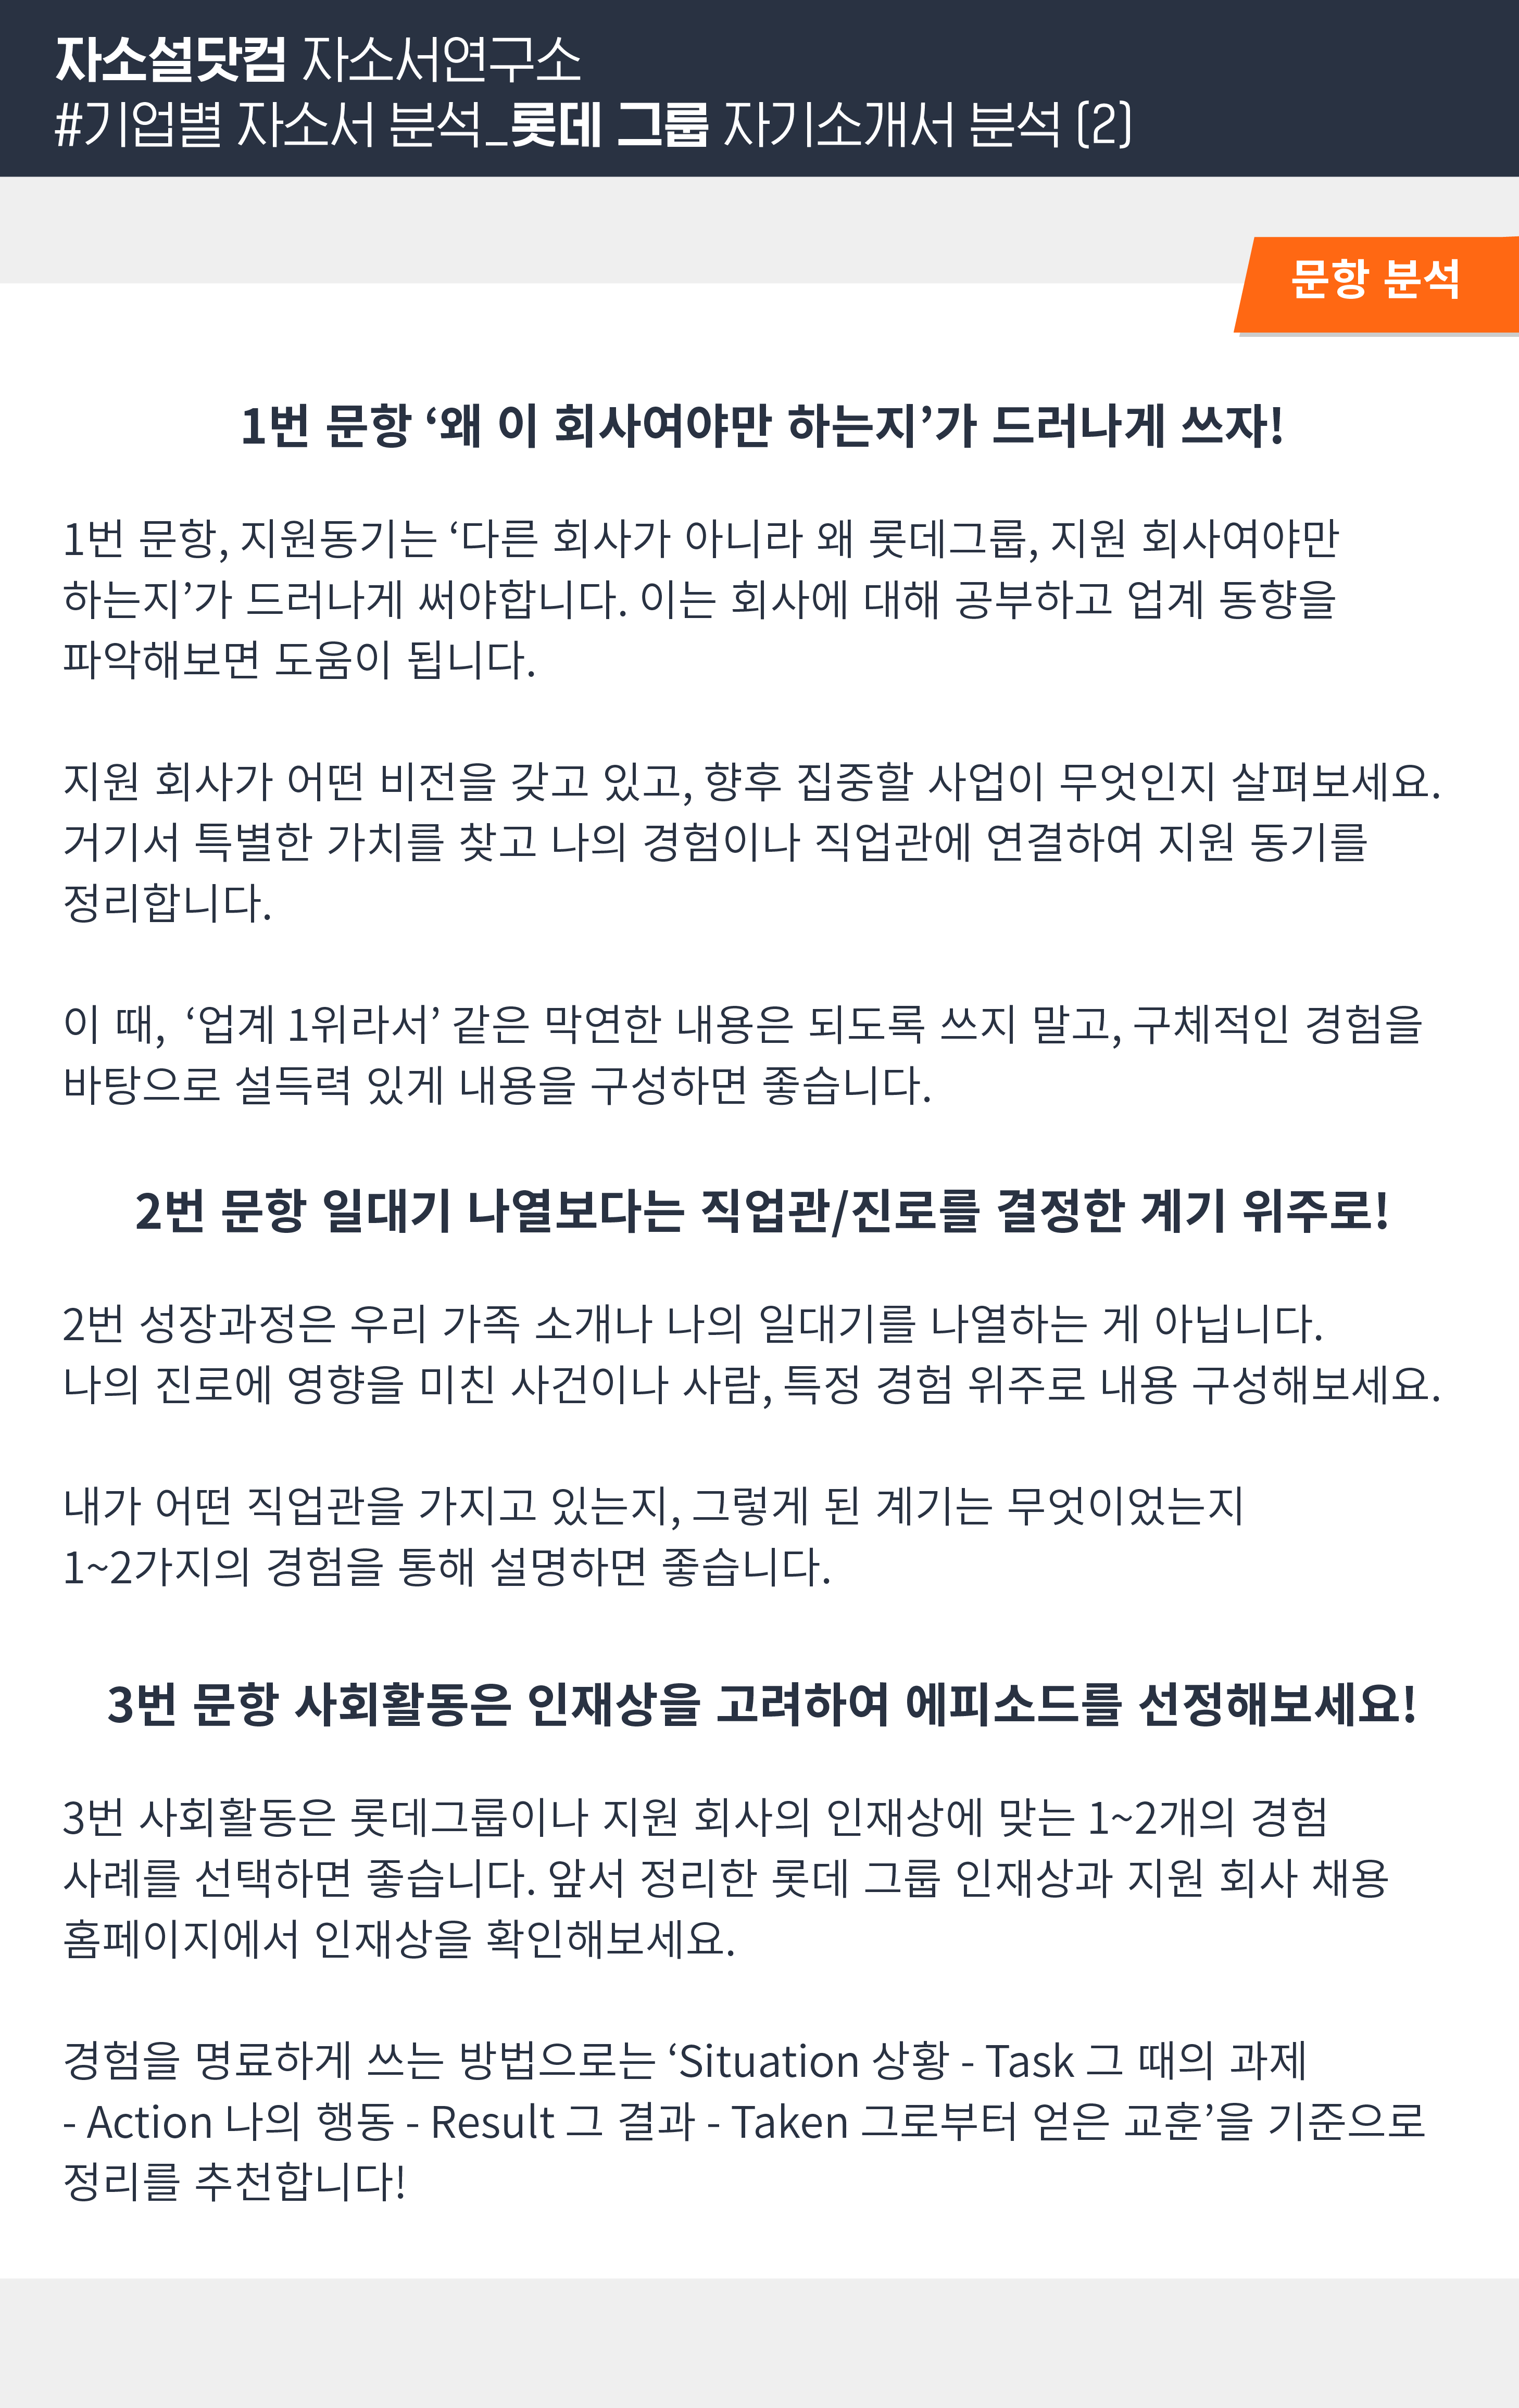 자소설닷컴 자소서연구소
#기업별 자소서 분석_롯데 그룹 자기소개서 분석 (2)
문항 분석
1번 문항 ‘왜 이 회사여야만 하는지’가 드러나게 쓰자!
1번 문항, 지원동기는 ‘다른 회사가 아니라 왜 롯데그룹, 지원 회사여야만
하는지’가 드러나게 써야합니다. 이는 회사에 대해 공부하고 업계 동향을
파악해보면 도움이 됩니다.
지원 회사가 어떤 비전을 갖고 있고, 향후 집중할 사업이 무엇인지 살펴보세요.
거기서 특별한 가치를 찾고 나의 경험이나 직업관에 연결하여 지원 동기를
정리합니다.
이 때, ‘업계 1위라서’ 같은 막연한 내용은 되도록 쓰지 말고, 구체적인 경험을
바탕으로 설득력 있게 내용을 구성하면 좋습니다.
2번 문항 일대기 나열보다는 직업관/진로를 결정한 계기 위주로!
2번 성장과정은 우리 가족 소개나 나의 일대기를 나열하는 게 아닙니다.
나의 진로에 영향을 미친 사건이나 사람, 특정 경험 위주로 내용 구성해보세요.
내가 어떤 직업관을 가지고 있는지, 그렇게 된 계기는 무엇이었는지
1~2가지의 경험을 통해 설명하면 좋습니다.
3번 문항 사회활동은 인재상을 고려하여 에피소드를 선정해보세요!
3번 사회활동은 롯데그룹이나 지원 회사의 인재상에 맞는 1~2개의 경험
사례를 선택하면 좋습니다. 앞서 정리한 롯데 그룹 인재상과 지원 회사 채용
홈페이지에서 인재상을 확인해보세요.
경험을 명료하게 쓰는 방법으로는 ‘Situation 상황 - Task 그 때의 과제
- Action 나의 행동 - Result 그 결과 - Taken 그로부터 얻은 교훈’을 기준으로
정리를 추천합니다!